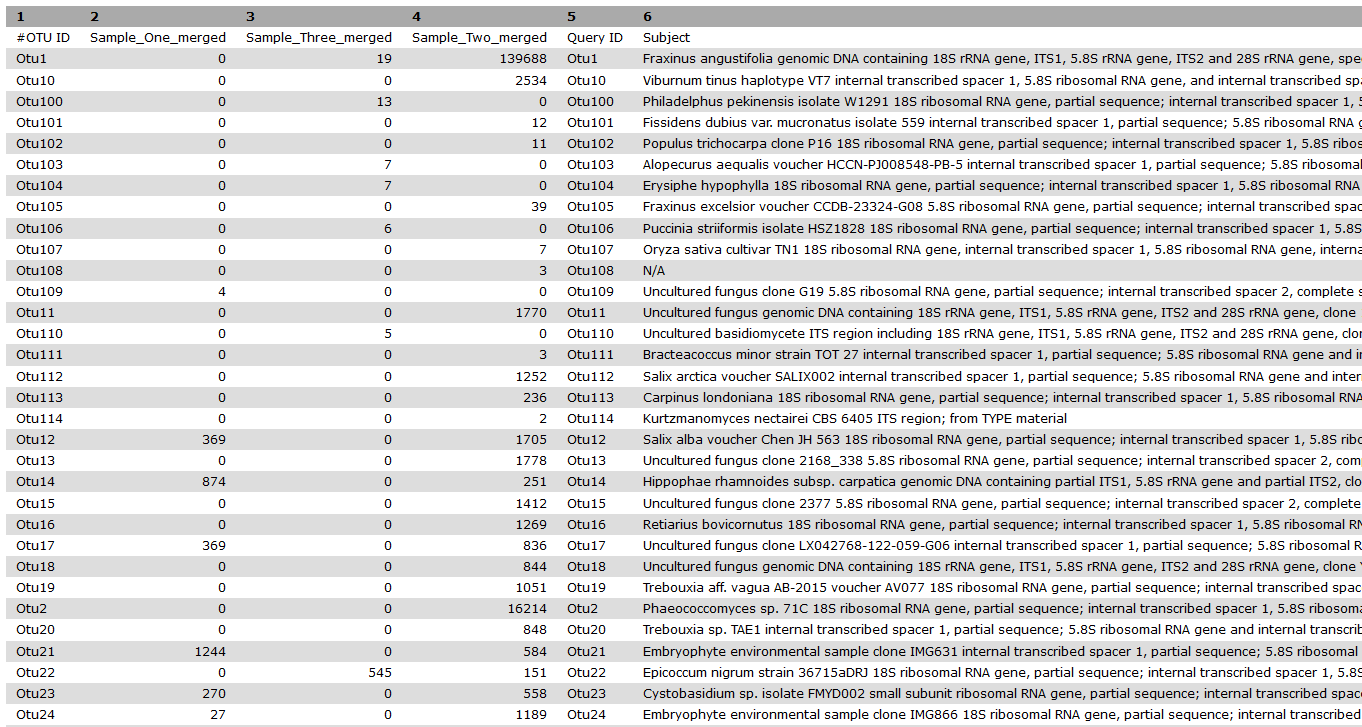 1 2 3 4 5 6
#OTU ID Sample_One_merged Sample_Three_merged Sample_Two_merged Query ID Subject
Otu1 0 19 139688 Otu1 Fraxinus angustifolia genomic DNA containing 18S rRNA gene, ITS1, 5.8S rRNA gene, ITS2 and 28S rRNA gene, spe
Otu10 0 0 2534 Otu10 Viburnum tinus haplotype VT7 internal transcribed spacer 1, 5.8S ribosomal RNA gene, and internal transcribed sp
Otu100 0 13 0 Otu100 Philadelphus pekinensis isolate W1291 18S ribosomal RNA gene, partial sequence; internal transcribed spacer 1, 5
Otu101 0 0 12 Otu101 Fissidens dubius var. mucronatus isolate 559 internal transcribed spacer 1, partial sequence; 5.8S ribosomal RNA g
Otu102 0 0 11 Otu102 Populus trichocarpa clone P16 18S ribosomal RNA gene, partial sequence; internal transcribed spacer 1, 5.8S ribos
Otu103 0 7 0 Otu103 Alopecurus aequalis voucher HCCN-PJ008548-PB-5 internal transcribed spacer 1, partial sequence; 5.8S ribosomal
Otu104 0 7 0 Otu104 Erysiphe hypophylla 18S ribosomal RNA gene, partial sequence; internal transcribed spacer 1, 5.8S ribosomal RNA
Otu105 0 0 39 Otu105 Fraxinus excelsior voucher CCDB-23324-G08 5.8S ribosomal RNA gene, partial sequence; internal transcribed spac
Otu106 0 6 0 Otu106 Puccinia striiformis isolate HSZ1828 18S ribosomal RNA gene, partial sequence; internal transcribed spacer 1, 5.8S
Otu107 0 0 7 Otu107 Oryza sativa cultivar TN1 18S ribosomal RNA gene, internal transcribed spacer 1, 5.8S ribosomal RNA gene, interna
Otu108 0 0 3 Otu108 N/A
Otu109 4 0 0 Otu109 Uncultured fungus clone G19 5.8S ribosomal RNA gene, partial sequence; internal transcribed spacer 2, complete s
Otu11 0 0 1770 Otu11 Uncultured fungus genomic DNA containing 18S rRNA gene, ITS1, 5.8S rRNA gene, ITS2 and 28S rRNA gene, clone
Otu110 0 5 0 Otu110 Uncultured basidiomycete ITS region including 18S rRNA gene, ITS1, 5.8S rRNA gene, ITS2 and 28S rRNA gene, clor
Otu111 0 0 3 Otu111 Bracteacoccus minor strain TOT 27 internal transcribed spacer 1, partial sequence; 5.8S ribosomal RNA gene and i
Otu112 0 0 1252 Otu112 Salix arctica voucher SALIX002 internal transcribed spacer 1, partial sequence; 5.8S ribosomal RNA gene and inter
Otu113 0 0 236 Otu113 Carpinus londoniana 18S ribosomal RNA gene, partial sequence; internal transcribed spacer 1, 5.8S ribosomal RNA
Otu114 0 0 2 Otu114 Kurtzmanomyces nectairei CBS 6405 ITS region; from TYPE material
Otu12 369 0 1705 Otu12 Salix alba voucher Chen JH 563 18S ribosomal RNA gene, partial sequence; internal transcribed spacer 1, 5.8S ribo
Otu13 0 0 1778 Otu13 Uncultured fungus clone 2168_338 5.8S ribosomal RNA gene, partial sequence; internal transcribed spacer 2, com
Otu14 874 0 251 Otu14 Hippophae rhamnoides subsp. carpatica genomic DNA containing partial ITS1, 5.8S rRNA gene and partial ITS2, clo
Otu15 0 0 1412 Otu15 Uncultured fungus clone 2377 5.8S ribosomal RNA gene, partial sequence; internal transcribed spacer 2, complete
Otu16 0 0 1269 Otu16 Retiarius bovicornutus 18S ribosomal RNA gene, partial sequence; internal transcribed spacer 1, 5.8S ribosomal RN
Otu17 369 0 836 Otu17 Uncultured fungus clone LX042768-122-059-G06 internal transcribed spacer 1, partial sequence; 5.8S ribosomal R
Otu18 0 0 844 Otu18 Uncultured fungus genomic DNA containing 18S rRNA gene, ITS1, 5.8S rRNA gene, ITS2 and 28S rRNA gene, clone Y
Otu19 0 0 1051 Otu19 Trebouxia aff. vagua AB-2015 voucher AV077 18S ribosomal RNA gene, partial sequence; internal transcribed spac
Otu2 0 0 16214 Otu2 Phaeococcomyces sp. 71C 18S ribosomal RNA gene, partial sequence; internal transcribed spacer 1, 5.8S ribosoma
Otu20 0 0 848 Otu20 Trebouxia sp. TAE1 internal transcribed spacer 1, partial sequence; 5.8S ribosomal RNA gene and internal transcrib
Otu21 1244 0 584 Otu21 Embryophyte environmental sample clone IMG631 internal transcribed spacer 1, partial sequence; 5.8S ribosomal
Otu22 0 545 151 Otu22 Epicoccum nigrum strain 36715aDRJ 18S ribosomal RNA gene, partial sequence; internal transcribed spacer 1, 5.8S
Otu23 270 0 558 Otu23 Cystobasidium sp. isolate FMYD002 small subunit ribosomal RNA gene, partial sequence; internal transcribed space
Otu24 27 0 1189 Otu24 Embryophyte environmental sample clone IMG866 18S ribosomal RNA gene, partial sequence; internal transcribed